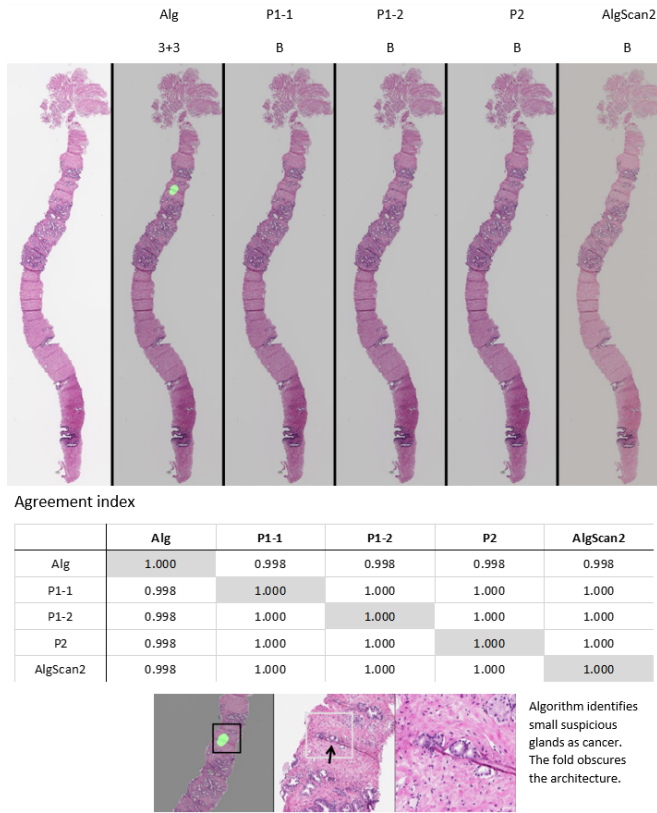 Alg P1-1 P1-2 P2 AlgScan2
3+3 B B B B
Agreement index
Alg P1-1 P1-2 P2 AlgScan2
Alg 1.000 0.998 0.998 0.998 0.998
P1-1 0.998 1.000 1.000 1.000 1.000
P1-2 0.998 1.000 1.000 1.000 1.000
P2 0.998 1.000 1.000 1.000 1.000
AlgScan2 0.998 1.000 1.000 1.000 1.000
Algorithm identifies
small suspicious
glands as cancer.
The fold obscures
the architecture.